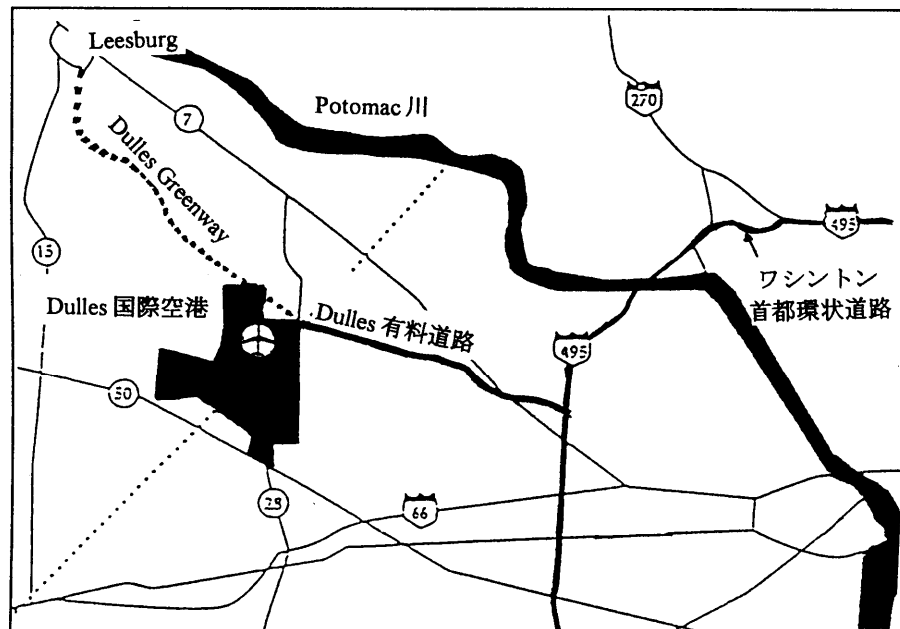 Leesburg
Potomac 川
270
7
Dulles Greenway
495
15
ワシントン
首都環状道路
Dulles 国際空港
Dulles 有料道路
495
50
28
66